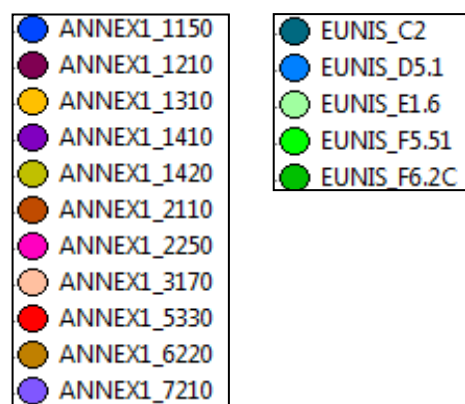 ANNEX1_1150
ANNEX1_1210
ANNEX1_1310
ANNEX1_1410
ANNEX1_1420
ANNEX1_2110
ANNEX1_2250
ANNEX1_3170
ANNEX1_5330
ANNEX1_6220
ANNEX1_7210
EUNIS_C2
EUNIS_D5.1
EUNIS_E1.6
EUNIS_F5.51
EUNIS_F6.2C